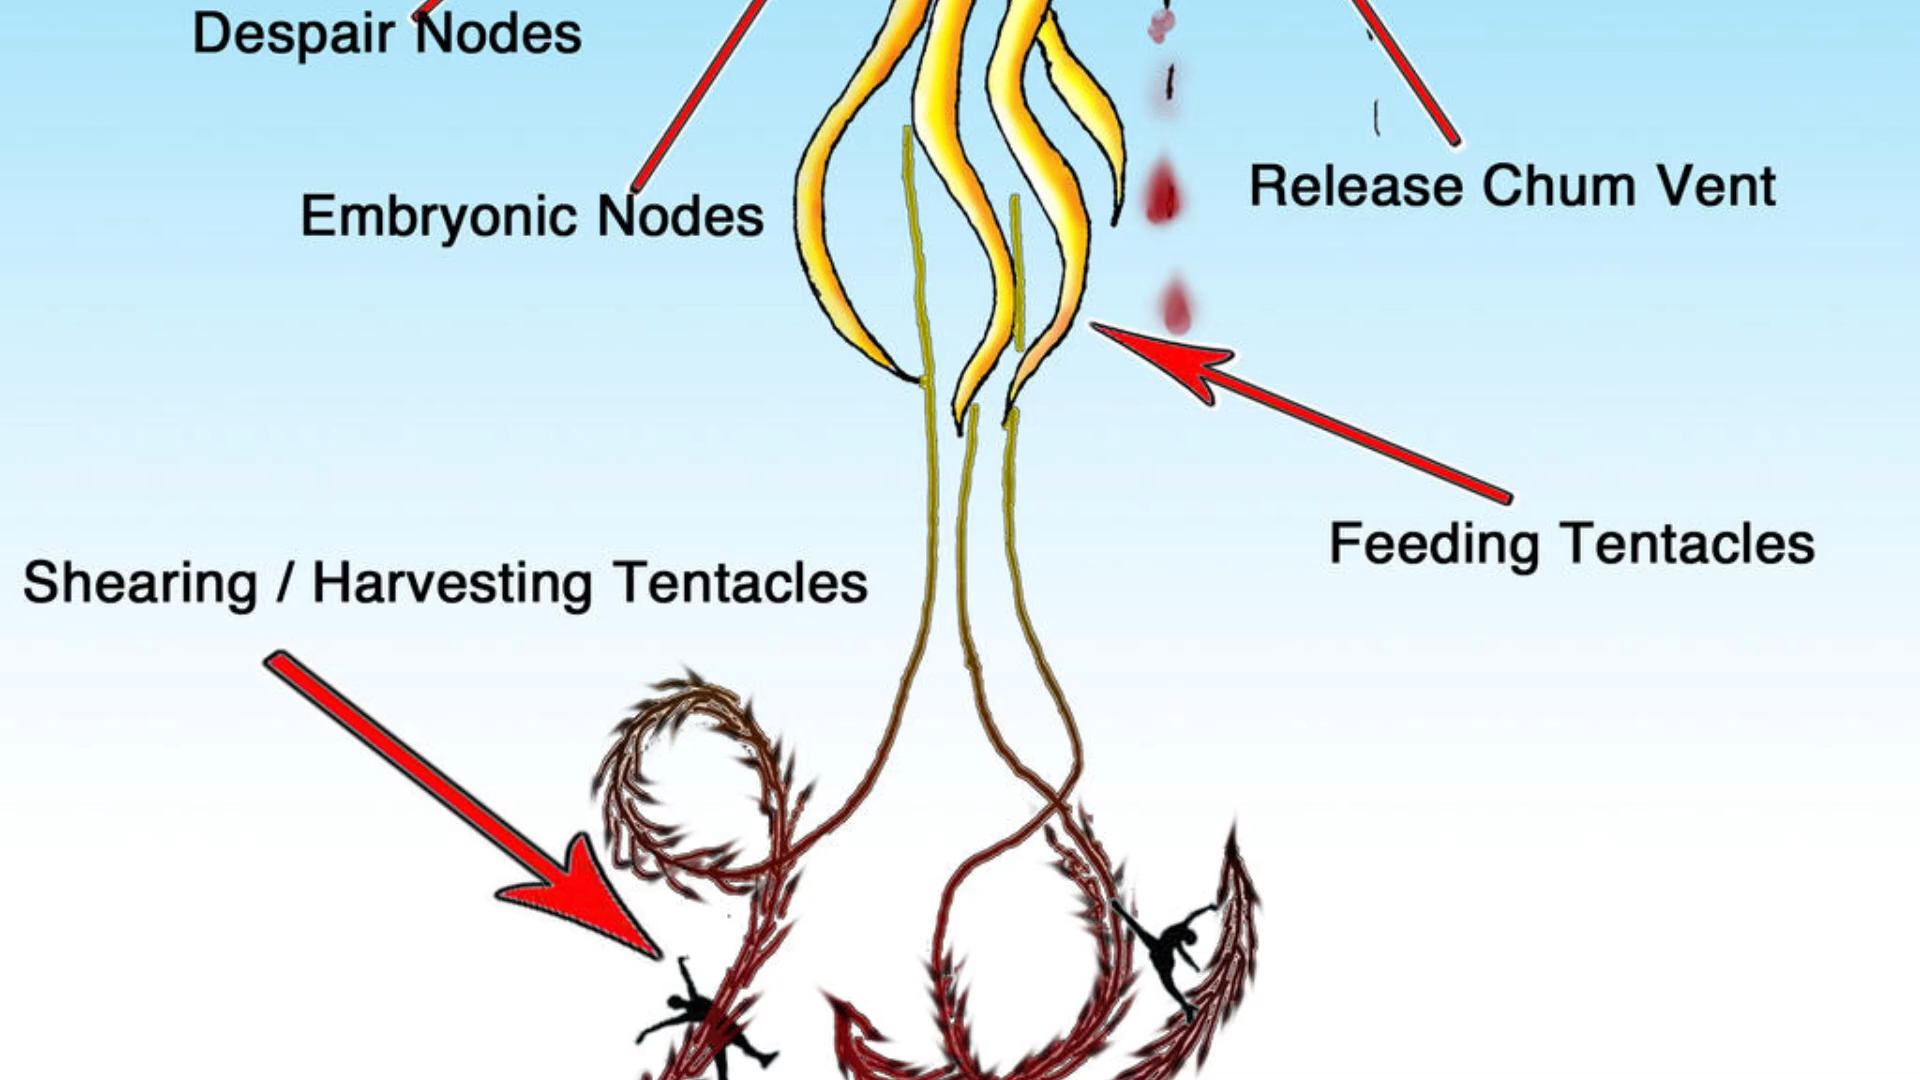 Despair Nodes
Embryonic Nodes
Release Chum Vent
Feeding Tentacles
Shearing / Harvesting Tentacles